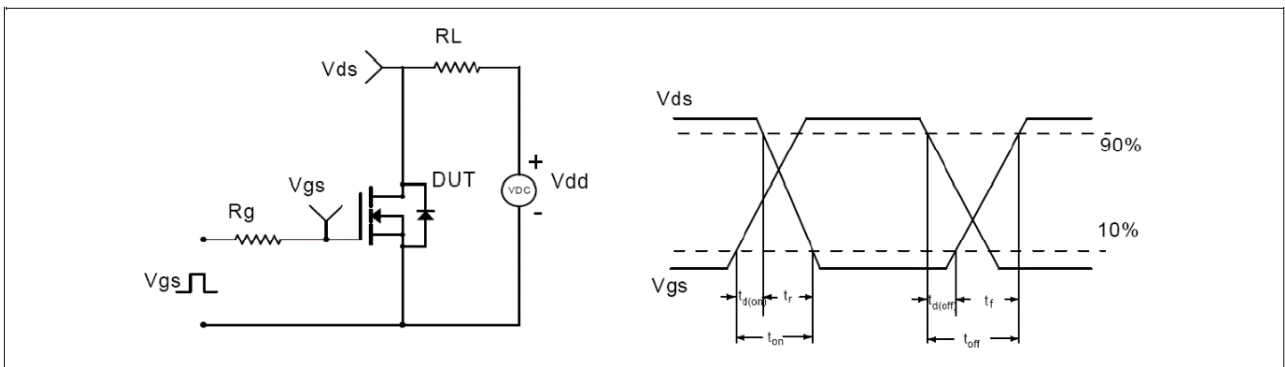 RL
Vds
Vgs
DUT
Rg
VDC
+
-
Vdd
Vgs
Vds
90%
10%
Vgs
td(on)
tr
td(off)
tf
ton
toff